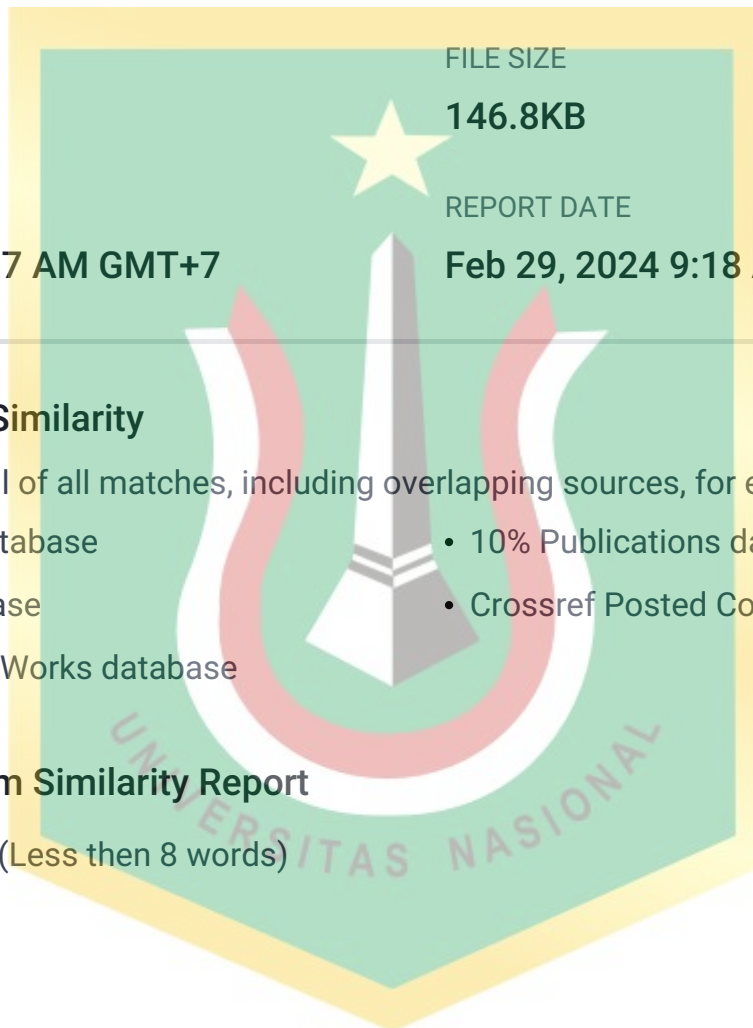 FILE SIZE
146.8KB
REPORT DATE
7 AM GMT+7
Feb 29, 2024 9:18
Similarity
l of all matches, including overlapping sources, for e
tabase
• 10% Publications da
ase
• Crossref Posted Co
Works database
m Similarity Report
(Less then 8 words)
UNIVERSITAS NASIONAL